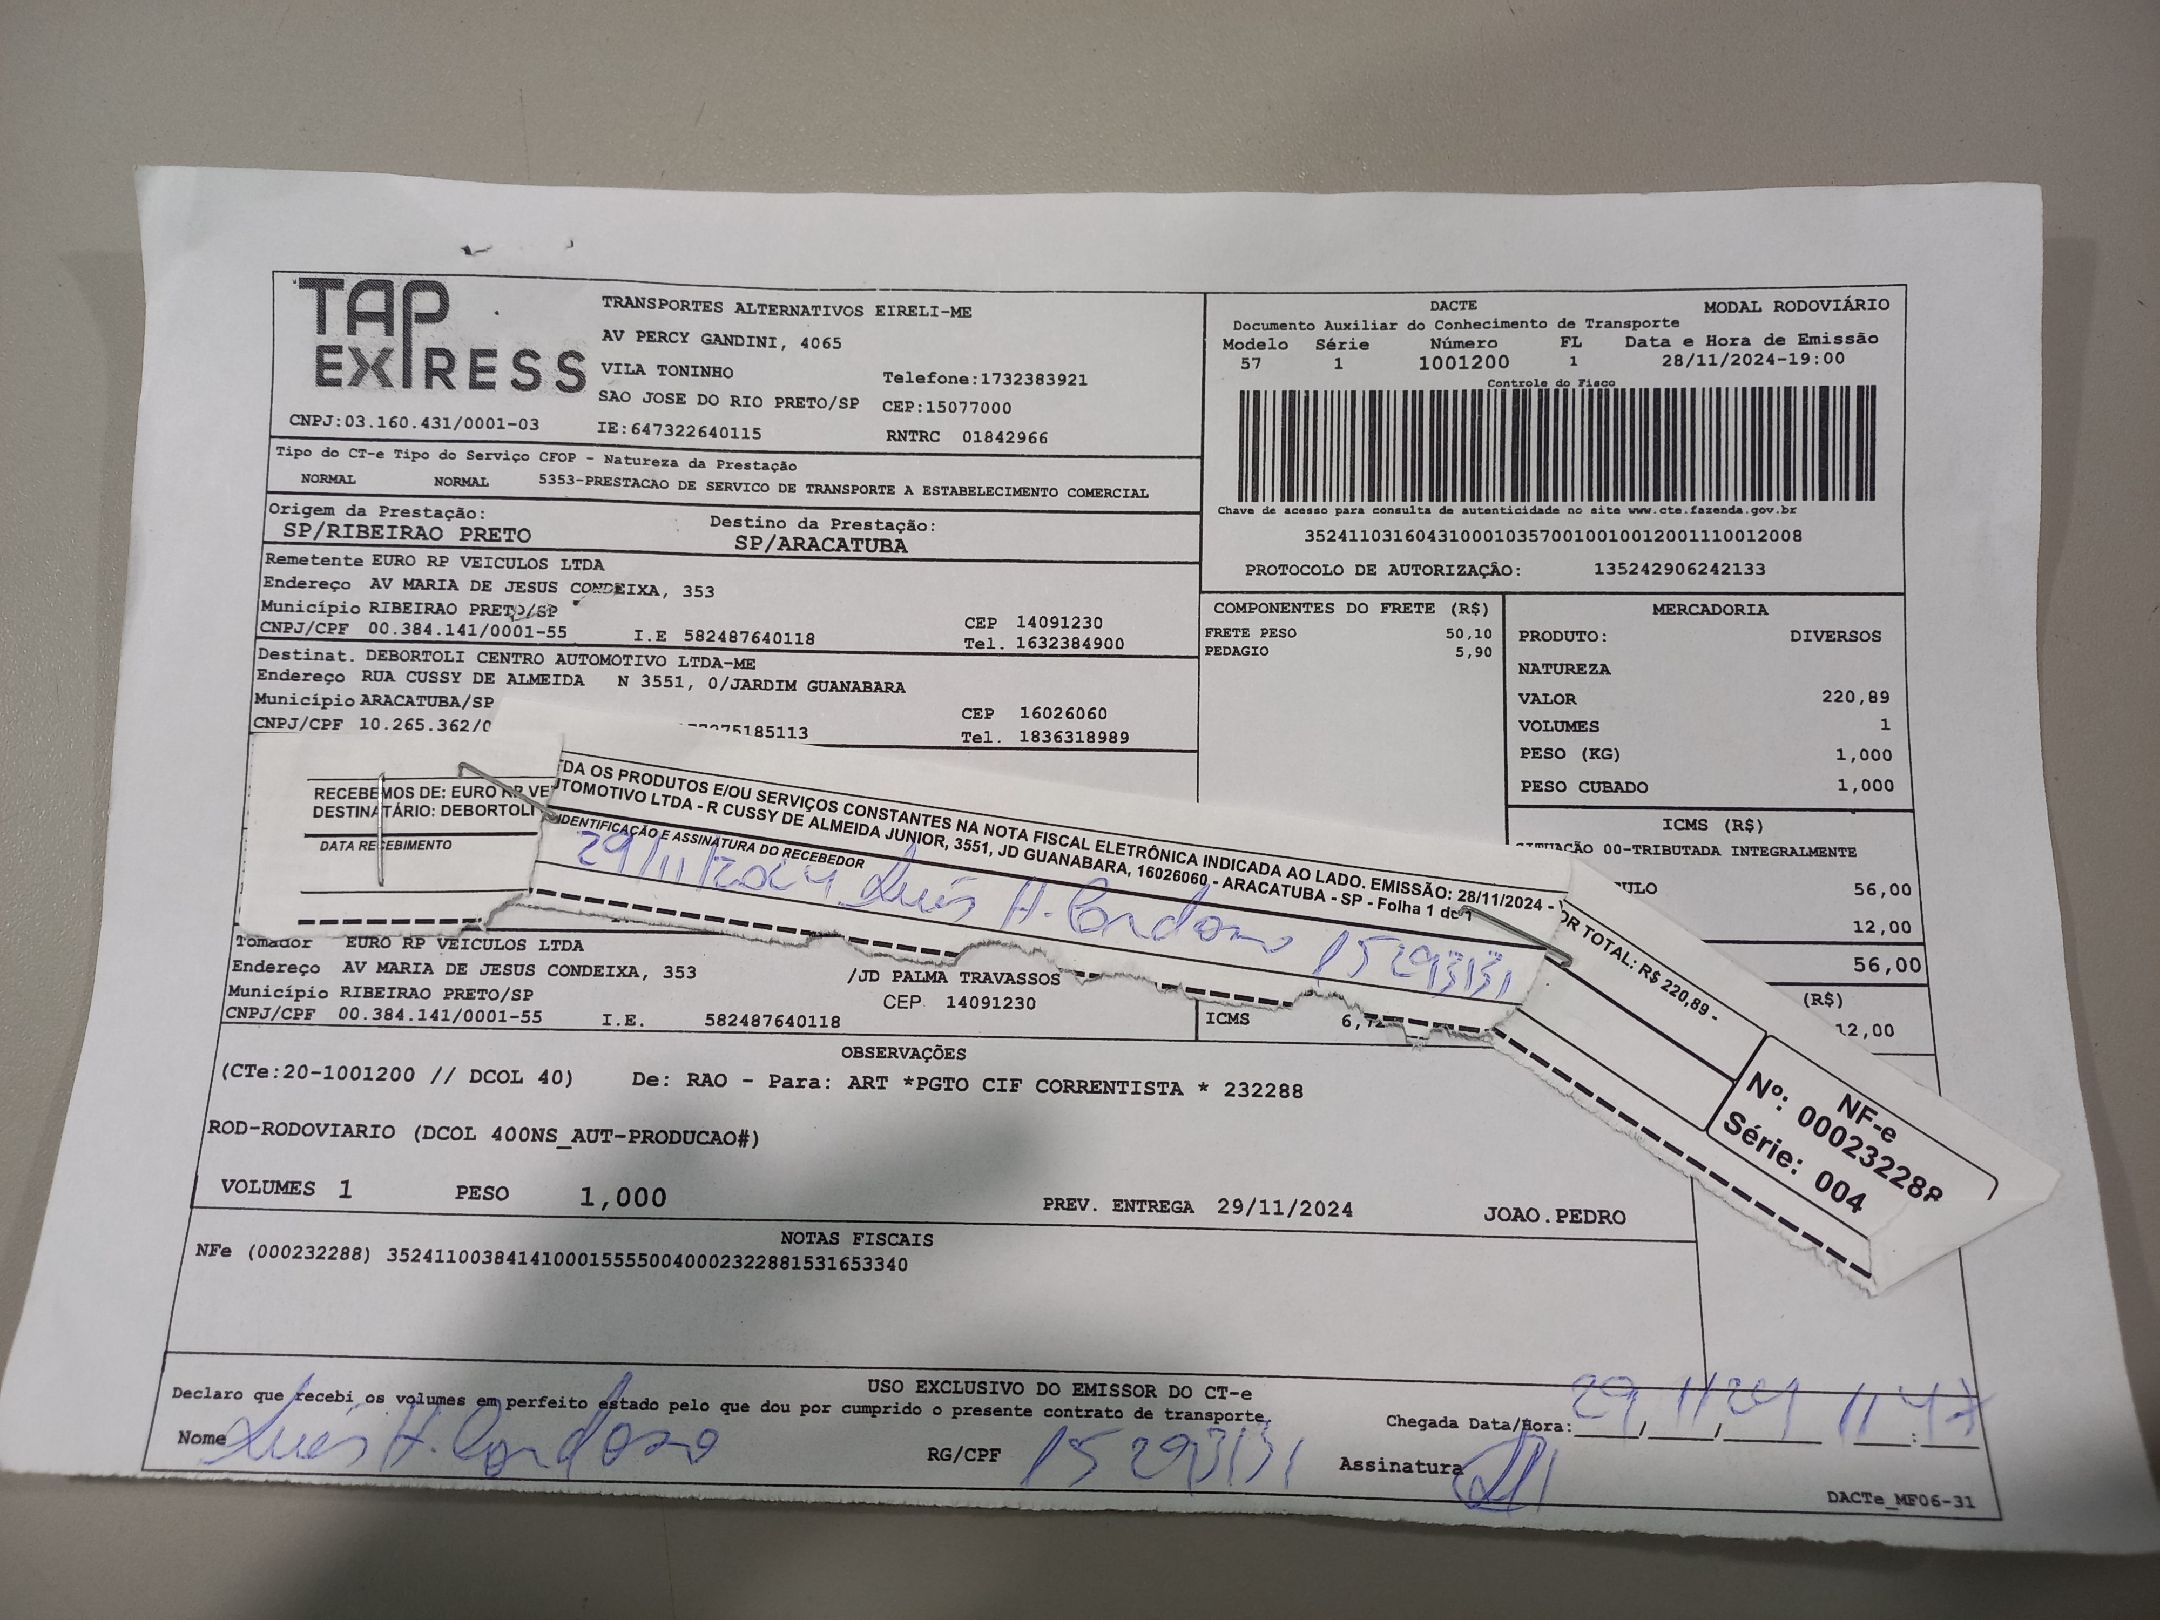 TAP
EXPRESS
TRANSPORTES ALTERNATIVOS EIRELI-ME
AV PERCY GANDINI, 4065
VILA TONINHO
Telefone:1732383921
SAO JOSE DO RIO PRETO/SP CEP:15077000
CNPJ:03.160.431/0001-03 IE:647322640115 RNTRC 01842966
DACTE MODAL RODOVIÁRIO
Documento Auxiliar do Conhecimento de Transporte
Modelo Série Número FL Data e Hora de Emissão
57 1 1001200 1 28/11/2024-19:00
Controle do Fisco
Chave de acesso para consulta de autenticidade no site www.cte.fazenda.gov.br
35241103160431000103570010010012001110012008
PROTOCOLO DE AUTORIZAÇÃO: 135242906242133
Tipo do CT-e Tipo do Serviço CFOP - Natureza da Prestação
NORMAL NORMAL 5353-PRESTACAO DE SERVICO DE TRANSPORTE A ESTABELECIMENTO COMERCIAL
Origem da Prestação: Destino da Prestação:
SP/RIBEIRAO PRETO SP/ARACATUBA
Remetente EURO RP VEICULOS LTDA
Endereço AV MARIA DE JESUS CONDEIXA, 353
Município RIBEIRAO PRETO/SP CEP 14091230
CNPJ/CPF 00.384.141/0001-55 I.E 582487640118 Tel. 1632384900
Destinat. DEBORTOLI CENTRO AUTOMOTIVO LTDA-ME
Endereço RUA CUSSY DE ALMEIDA N 3551, 0/JARDIM GUANABARA
Município ARACATUBA/SP CEP 16026060
CNPJ/CPF 10.265.362/0 75185113 Tel. 1836318989
COMPONENTES DO FRETE (R$)
FRETE PESO 50,10
PEDAGIO 5,90
MERCADORIA
PRODUTO: DIVERSOS
NATUREZA
VALOR 220,89
VOLUMES 1
PESO (KG) 1,000
PESO CUBADO 1,000
ICMS (R$)
00-TRIBUTADA INTEGRALMENTE
56,00
12,00
56,00
(R$)
12,00
RECEBEMOS DE: EURO RP VE
DESTINATÁRIO: DEBORTOLI
DATA RECEBIMENTO
TDA OS PRODUTOS E/OU SERVIÇOS CONSTANTES NA NOTA FISCAL ELETRÔNICA INDICADA AO LADO. EMISSÃO: 28/11/2024 -
UTOMOTIVO LTDA - R CUSSY DE ALMEIDA JUNIOR, 3551, JD GUANABARA, 16026060 - ARACATUBA - SP - Folha 1 de 1
IDENTIFICAÇÃO E ASSINATURA DO RECEBEDOR
29/11/2024 Luis H. Cardoso 15293131
OR TOTAL: R$ 220,89 -
NF-e
Nº: 000232288
Série: 004
Tomador EURO RP VEICULOS LTDA
Endereço AV MARIA DE JESUS CONDEIXA, 353 /JD PALMA TRAVASSOS
Município RIBEIRAO PRETO/SP CEP 14091230
CNPJ/CPF 00.384.141/0001-55 I.E. 582487640118
ICMS 6,72
OBSERVAÇÕES
(CTe:20-1001200 // DCOL 40) De: RAO - Para: ART *PGTO CIF CORRENTISTA * 232288
ROD-RODOVIARIO (DCOL 400NS_AUT-PRODUCAO#)
VOLUMES 1 PESO 1,000 PREV. ENTREGA 29/11/2024 JOAO.PEDRO
NOTAS FISCAIS
NFe (000232288) 35241100384141000155550040002322881531653340
USO EXCLUSIVO DO EMISSOR DO CT-e
Declaro que recebi os volumes em perfeito estado pelo que dou por cumprido o presente contrato de transporte.
Chegada Data/Hora: 29/11/24 11:47
Nome Luis H. Cardoso RG/CPF 15293131 Assinatura
DACTe_MF06-31